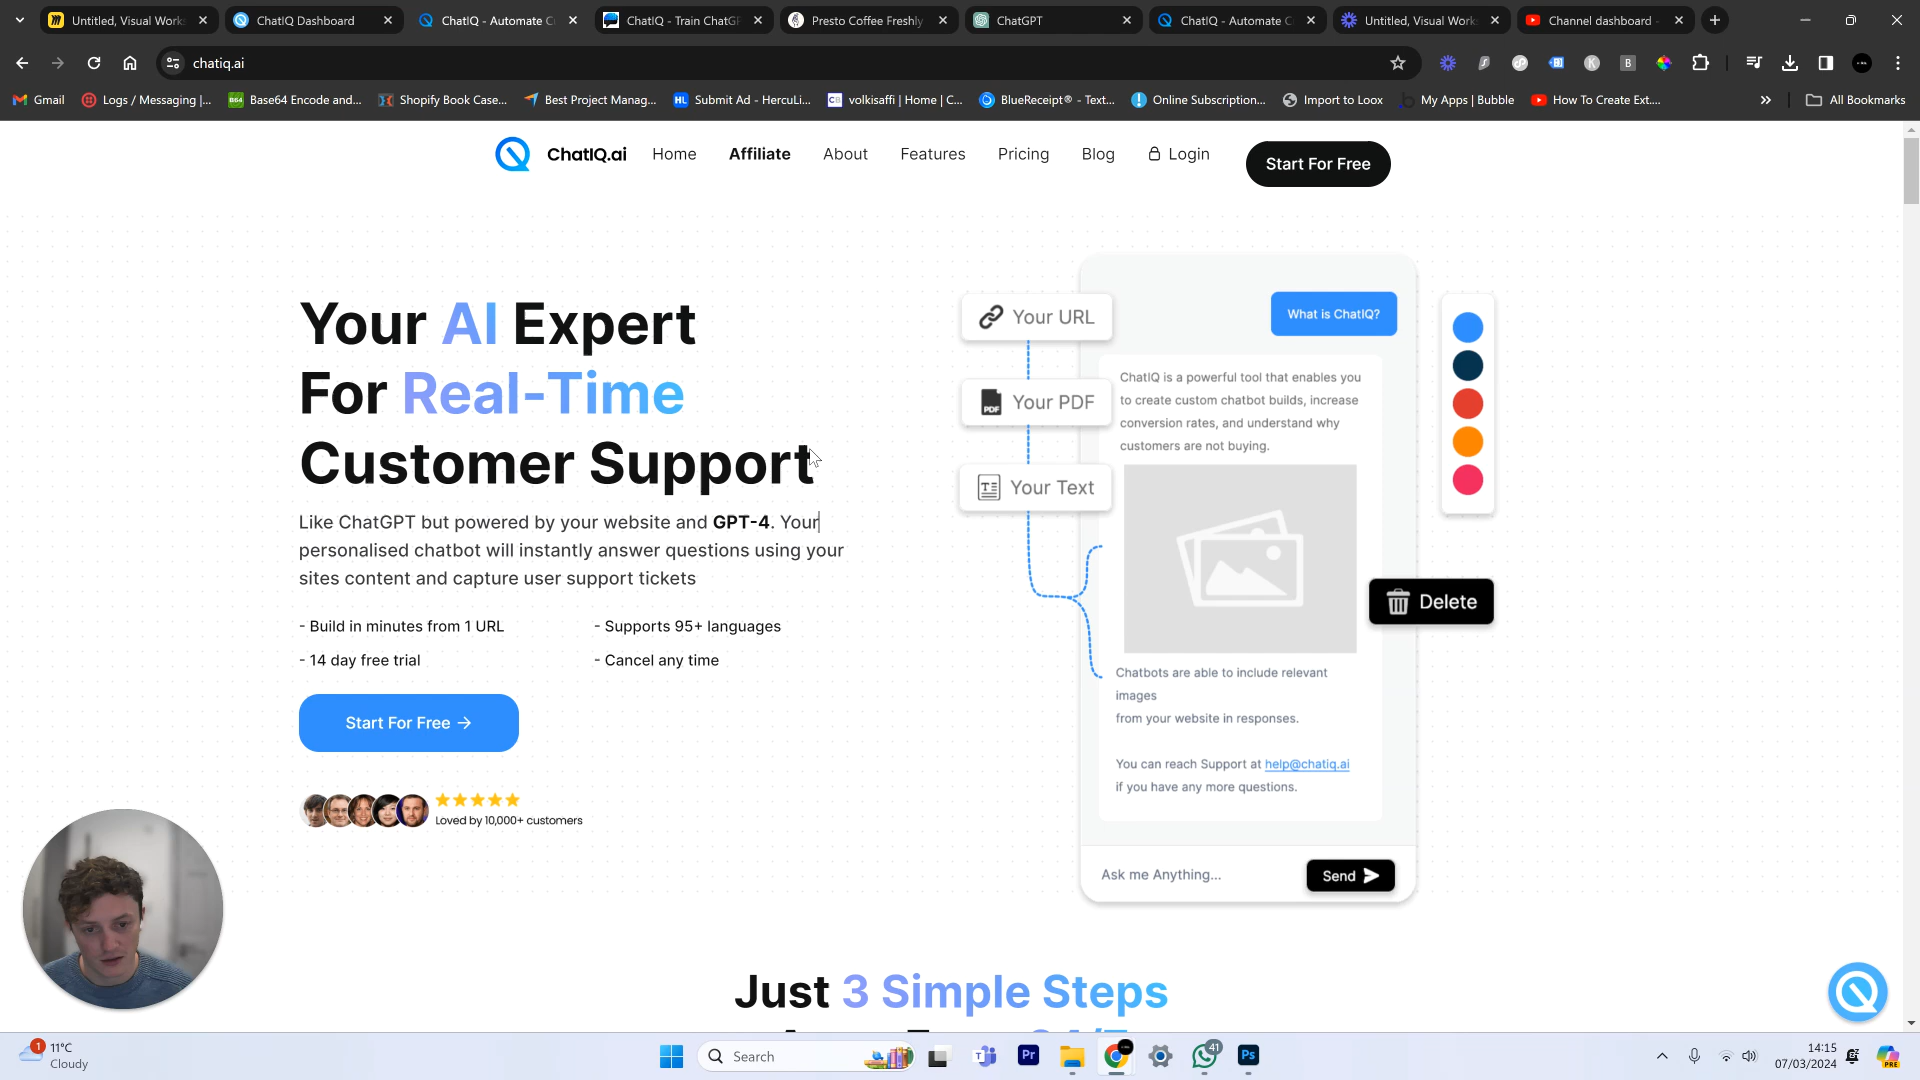 Untitled, Visual Works
ChatIQ Dashboard
ChatIQ - Automate C
ChatIQ - Train ChatGP
Presto Coffee Freshly
ChatGPT
ChatIQ - Automate C
Untitled, Visual Works
Channel dashboard -
chatiq.ai
Gmail
Logs / Messaging |...
Base64 Encode and...
Shopify Book Case...
Best Project Manag...
Submit Ad - HercuLi...
volkisaffi | Home | C...
BlueReceipt® - Text...
Online Subscription...
Import to Loox
My Apps | Bubble
How To Create Ext....
All Bookmarks
ChatIQ.ai
Home
Affiliate
About
Features
Pricing
Blog
Login
Start For Free
Your AI Expert
For Real-Time
Customer Support
Like ChatGPT but powered by your website and GPT-4. Your
personalised chatbot will instantly answer questions using your
sites content and capture user support tickets
- Build in minutes from 1 URL
- Supports 95+ languages
- 14 day free trial
- Cancel any time
Start For Free →
Loved by 10,000+ customers
Your URL
PDF
Your PDF
Your Text
What is ChatIQ?
ChatIQ is a powerful tool that enables you
to create custom chatbot builds, increase
conversion rates, and understand why
customers are not buying.
Delete
Chatbots are able to include relevant
images
from your website in responses.
You can reach Support at help@chatiq.ai
if you have any more questions.
Ask me Anything...
Send
Just 3 Simple Steps
1
11°C
Cloudy
Search
Pr
41
Ps
14:15
07/03/2024
PRE